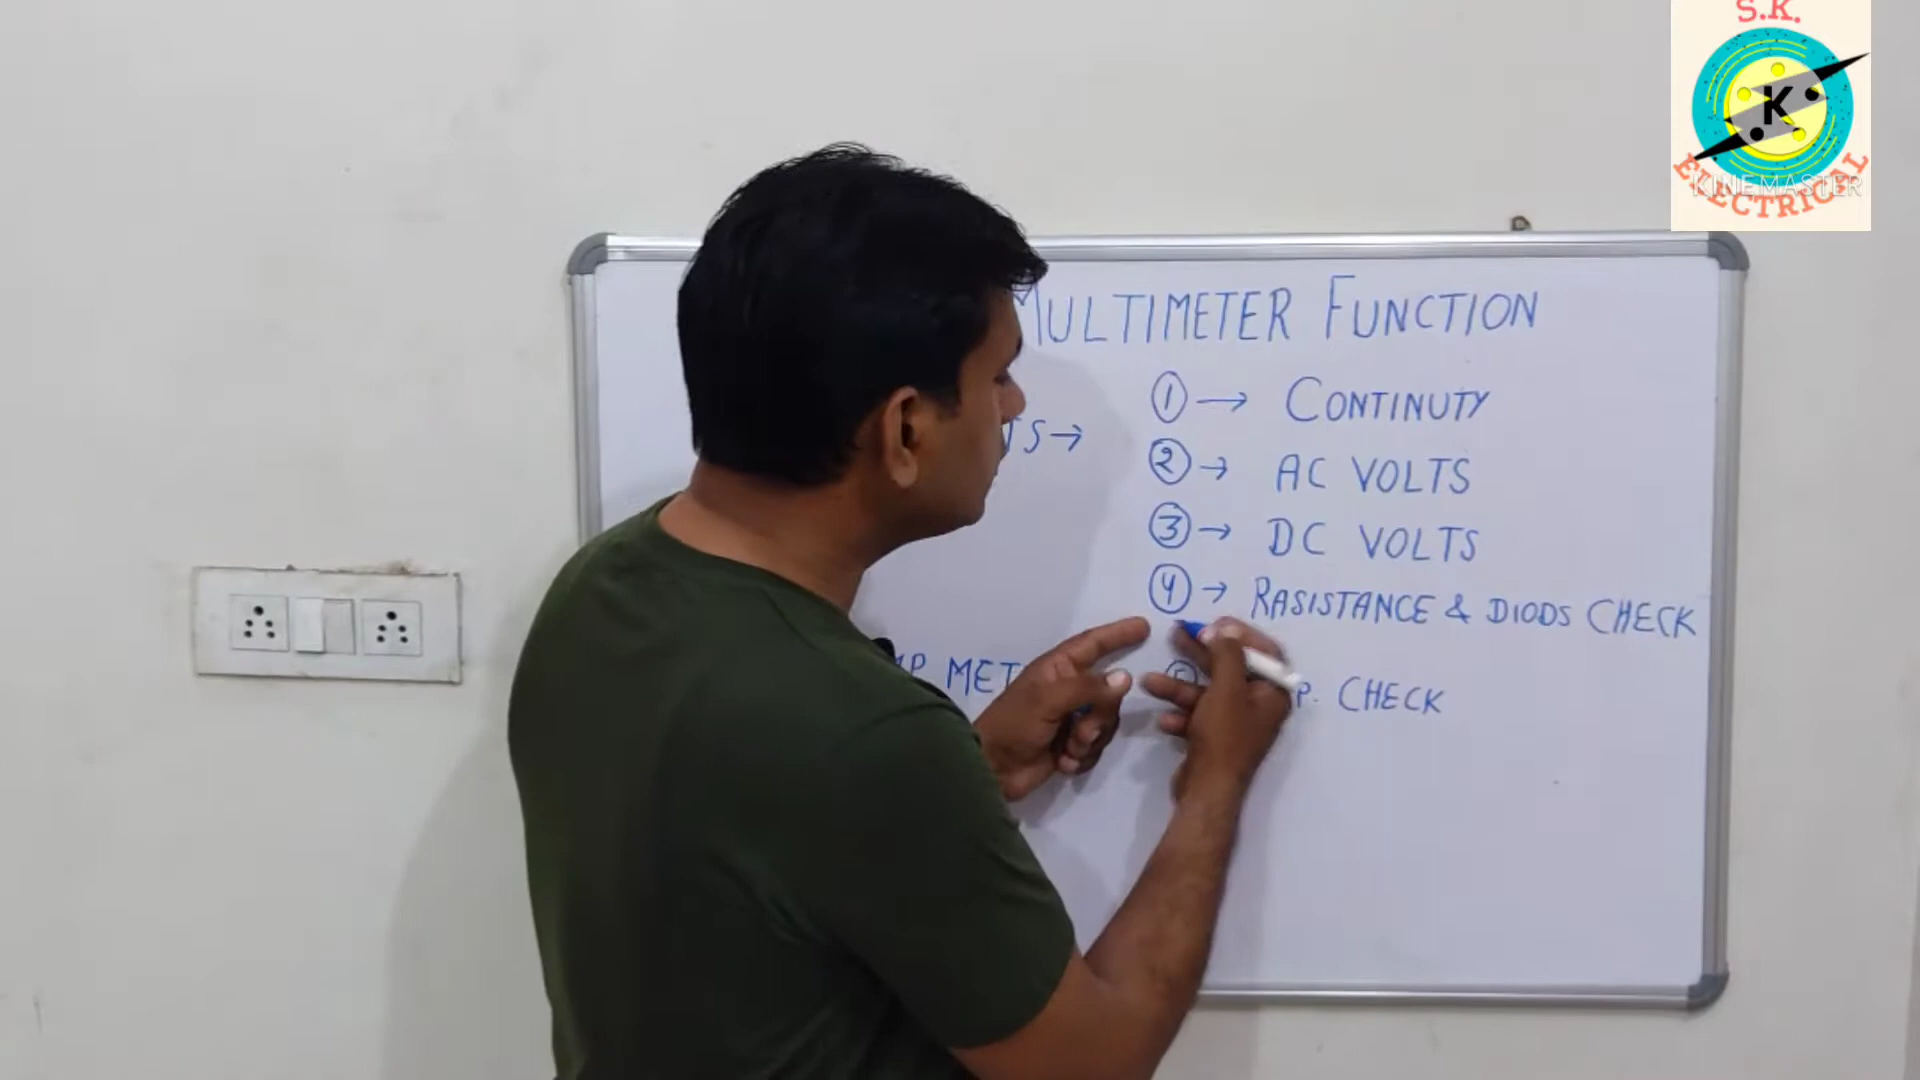 S.K.
K
ELECTRICAL
KINEMASTER
MULTIMETER FUNCTION
① → CONTINUTY
② → AC VOLTS
③ → DC VOLTS
④ → RASISTANCE & DIODS CHECK
CHECK